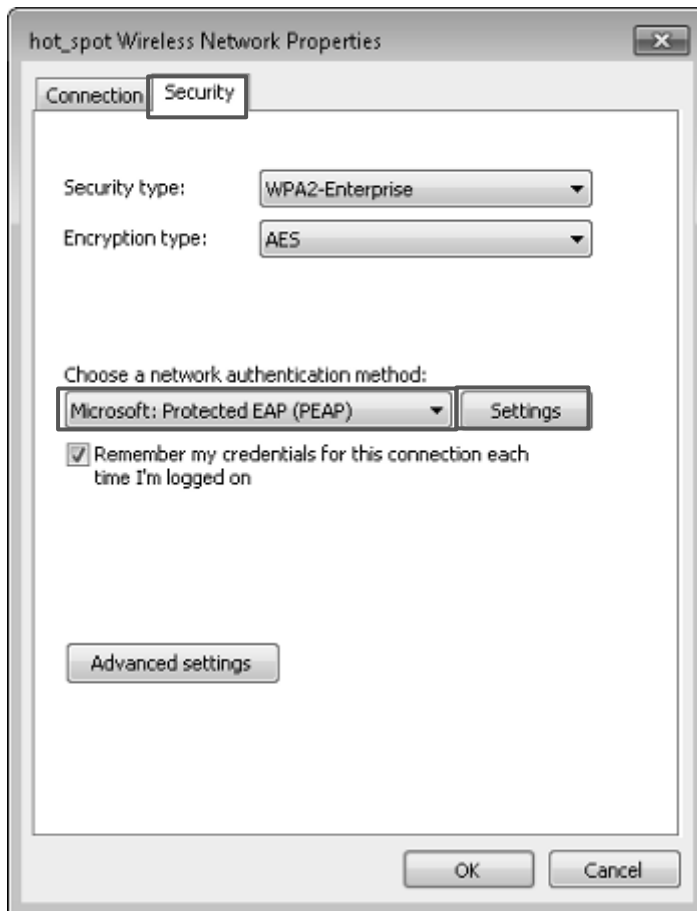 hot_spot Wireless Network Properties
Connection
Security
Security type:
WPA2-Enterprise
Encryption type:
AES
Choose a network authentication method:
Microsoft: Protected EAP (PEAP)
Settings
Remember my credentials for this connection each
time I'm logged on
Advanced settings
OK
Cancel